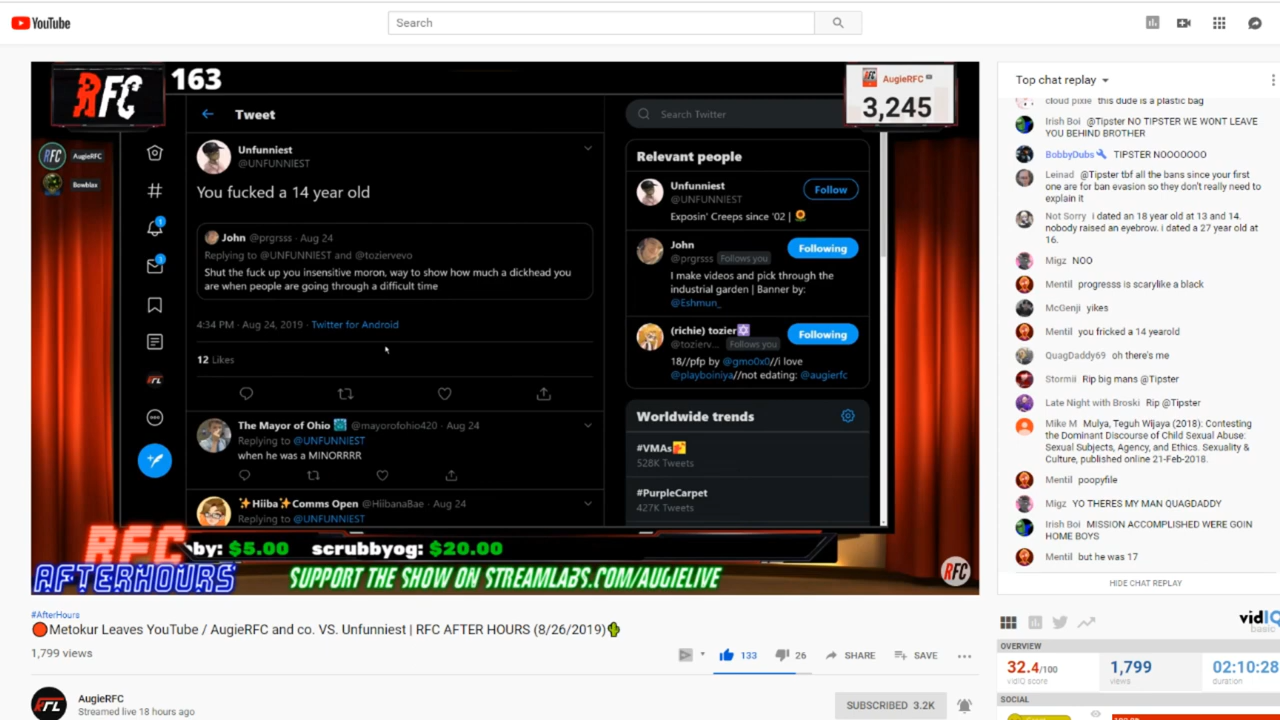 YouTube
Search
RFC
163
AugieRFC
3,245
AugieRFC
Bowblax
Tweet
Search Twitter
Unfunniest
@UNFUNNIEST
You fucked a 14 year old
John @prgrsss · Aug 24
Replying to @UNFUNNIEST and @toziervevo
Shut the fuck up you insensitive moron, way to show how much a dickhead you
are when people are going through a difficult time
4:34 PM · Aug 24, 2019 · Twitter for Android
12 Likes
The Mayor of Ohio @mayorofohio420 · Aug 24
Replying to @UNFUNNIEST
when he was a MINORRRR
✨Hiiba✨Comms Open @HiibanaBae · Aug 24
Replying to @UNFUNNIEST
Relevant people
Unfunniest
@UNFUNNIEST
Follow
Exposin' Creeps since '02 | 🌻
John
@prgrsss Follows you
Following
I make videos and pick through the
industrial garden | Banner by:
@Eshmun_
(richie) tozier🔯
@tozierv... Follows you
Following
18//pfp by @gmo0x0//i love
@playboiniya//not edating: @augierfc
Worldwide trends
#VMAs
528K Tweets
#PurpleCarpet
427K Tweets
RFC
AFTERHOURS
by: $5.00 scrubbyog: $20.00
SUPPORT THE SHOW ON STREAMLABS.COM/AUGIELIVE
RFC
Top chat replay
cloud pixie this dude is a plastic bag
Irish Boi @Tipster NO TIPSTER WE WONT LEAVE
YOU BEHIND BROTHER
BobbyDubs TIPSTER NOOOOOOO
Leinad @Tipster tbf all the bans since your first
one are for ban evasion so they don't really need to
explain it
Not Sorry i dated an 18 year old at 13 and 14.
nobody raised an eyebrow. i dated a 27 year old at
16.
Migz NOO
Mentil progresss is scarylike a black
McGenji yikes
Mentil you fricked a 14 yearold
QuagDaddy69 oh there's me
Stormii Rip big mans @Tipster
Late Night with Broski Rip @Tipster
Mike M Mulya, Teguh Wijaya (2018): Contesting
the Dominant Discourse of Child Sexual Abuse:
Sexual Subjects, Agency, and Ethics. Sexuality &
Culture, published online 21-Feb-2018.
Mentil poopyfile
Migz YO THERES MY MAN QUAGDADDY
Irish Boi MISSION ACCOMPLISHED WERE GOIN
HOME BOYS
Mentil but he was 17
HIDE CHAT REPLAY
#AfterHours
🔴Metokur Leaves YouTube / AugieRFC and co. VS. Unfunniest | RFC AFTER HOURS (8/26/2019)🌵
1,799 views
133
26
SHARE
SAVE
AugieRFC
Streamed live 18 hours ago
SUBSCRIBED 3.2K
vidIQ
basic
OVERVIEW
32.4/100
vidIQ score
1,799
views
02:10:28
duration
SOCIAL